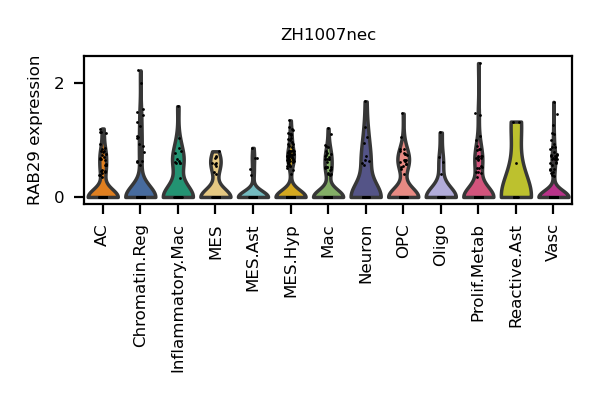 ZH1007nec
RAB29 expression
2
0
AC
Chromatin.Reg
Inflammatory.Mac
MES
MES.Ast
MES.Hyp
Mac
Neuron
OPC
Oligo
Prolif.Metab
Reactive.Ast
Vasc